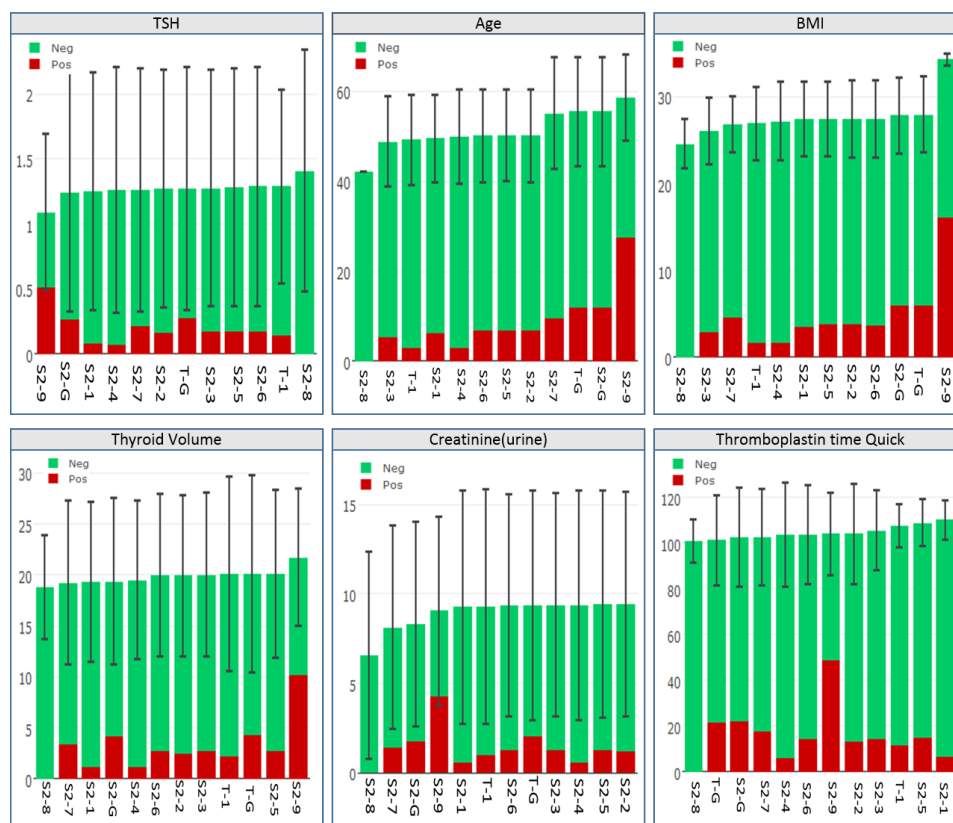 TSH
Neg
Pos
2
1.5
1
0.5
0
S2-9
S2-G
S2-1
S2-4
S2-7
S2-2
T-G
S2-3
S2-5
S2-6
T-1
S2-8
Age
Neg
Pos
60
40
20
0
S2-8
S2-3
T-1
S2-1
S2-4
S2-6
S2-5
S2-2
S2-7
T-G
S2-G
S2-9
BMI
Neg
Pos
30
20
10
0
S2-8
S2-3
S2-7
T-1
S2-4
S2-1
S2-5
S2-2
S2-6
S2-G
T-G
S2-9
Thyroid Volume
Neg
Pos
30
25
20
15
10
5
0
S2-8
S2-7
S2-1
S2-G
S2-4
S2-6
S2-2
S2-3
T-1
T-G
S2-5
S2-9
Creatinine(urine)
Neg
Pos
15
10
5
0
S2-8
S2-7
S2-G
S2-9
S2-1
T-1
S2-6
T-G
S2-3
S2-4
S2-5
S2-2
Thromboplastin time Quick
Neg
Pos
120
100
80
60
40
20
0
S2-8
T-G
S2-G
S2-7
S2-4
S2-6
S2-9
S2-2
S2-3
T-1
S2-5
S2-1